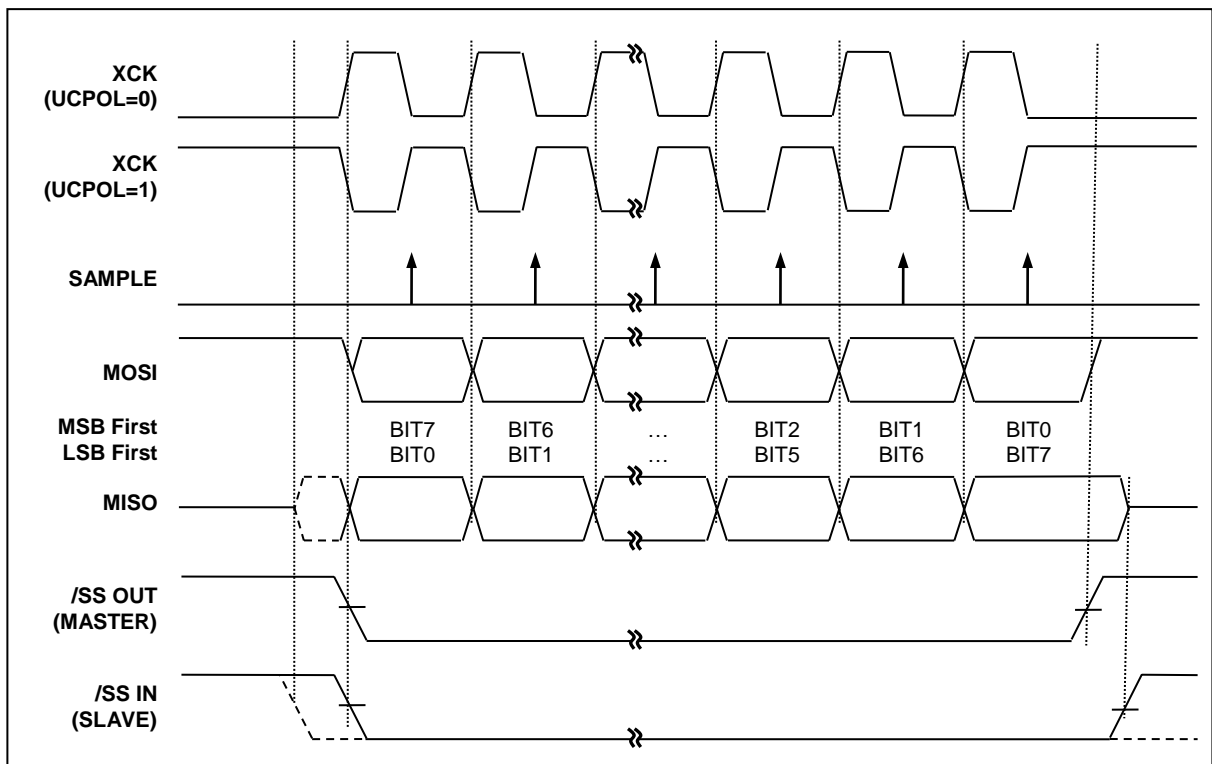 XCK
(UCPOL=0)
XCK
(UCPOL=1)
SAMPLE
MOSI
MSB First BIT7 BIT6 … BIT2 BIT1 BIT0
LSB First BIT0 BIT1 … BIT5 BIT6 BIT7
MISO
/SS OUT
(MASTER)
/SS IN
(SLAVE)